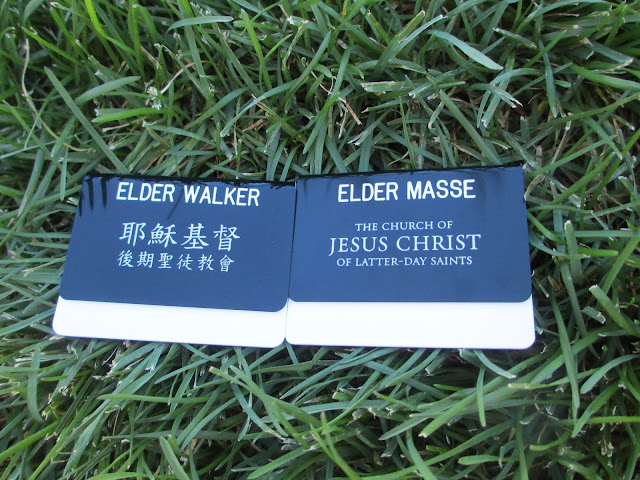 ELDER WALKER
耶穌基督
後期聖徒教會
ELDER MASSE
THE CHURCH OF
JESUS CHRIST
OF LATTER-DAY SAINTS